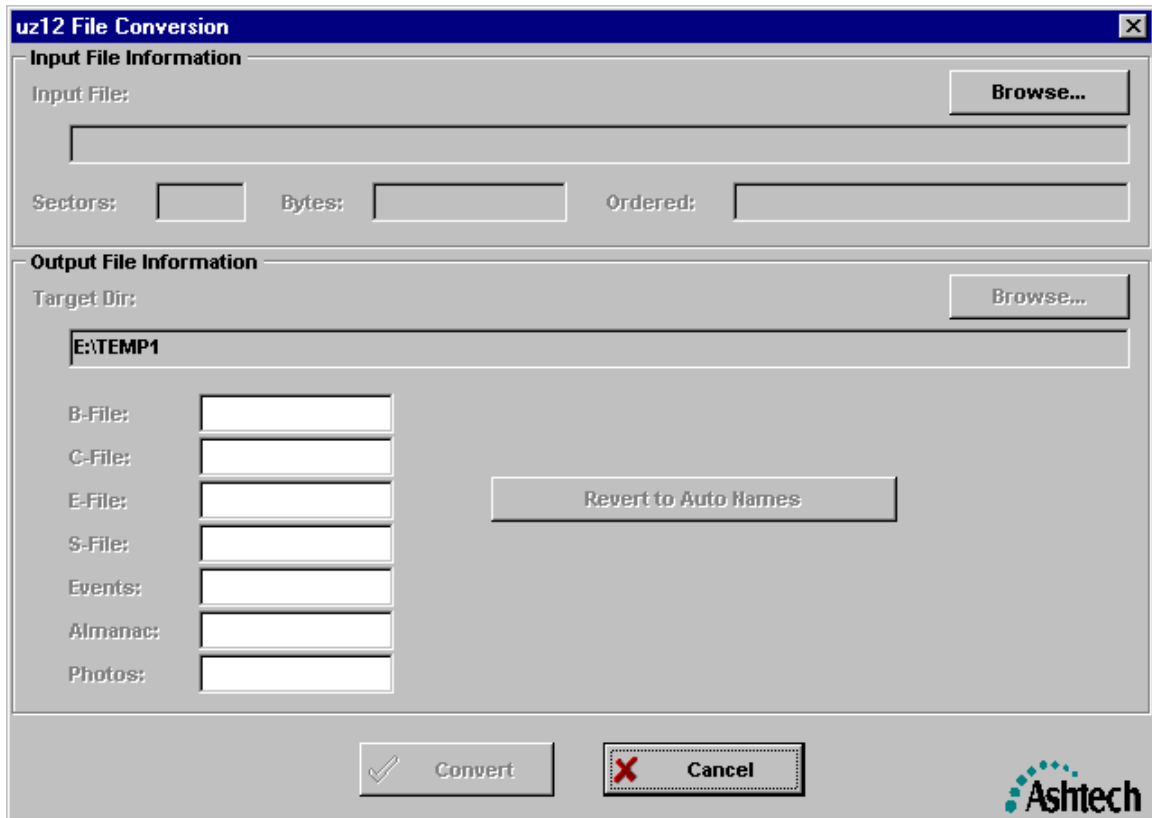 uz12 File Conversion
Input File Information
Input File:
Browse...
Sectors:
Bytes:
Ordered:
Output File Information
Target Dir:
Browse...
E:\TEMP1
B-File:
C-File:
E-File:
Revert to Auto Names
S-File:
Events:
Almanac:
Photos:
Convert
Cancel
Ashtech